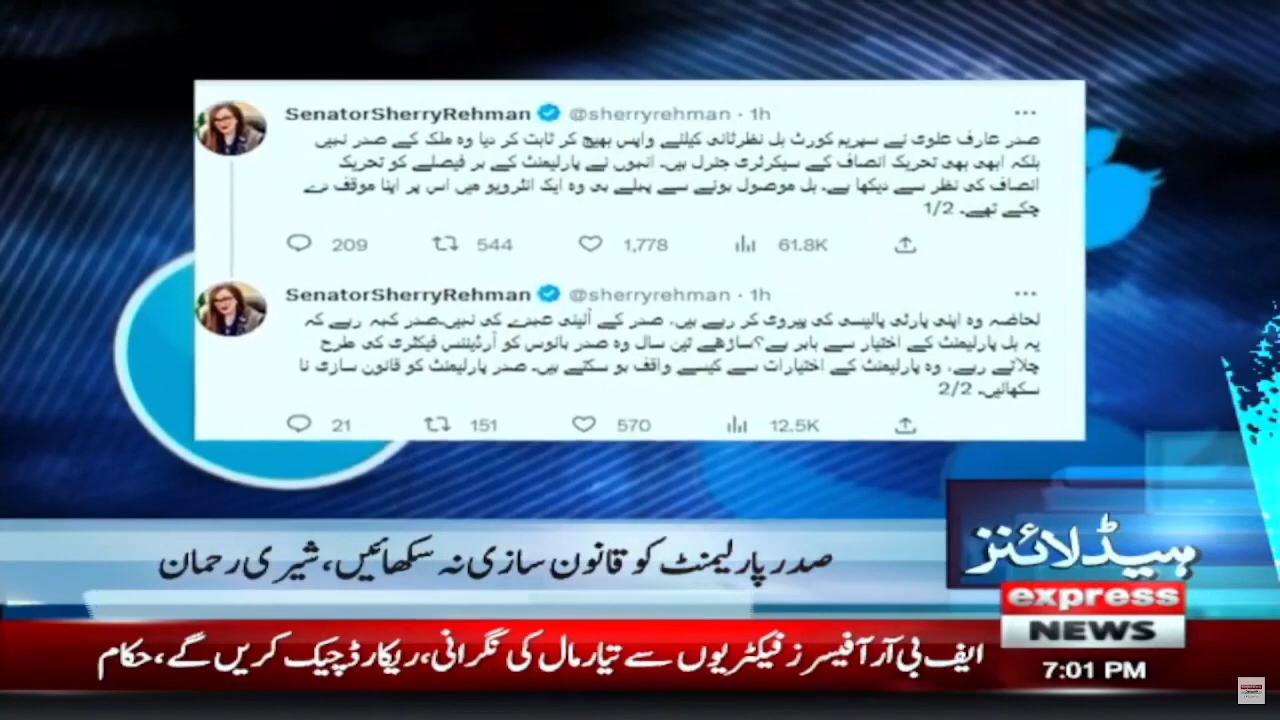 SenatorSherryRehman @sherryrehman · 1h
صدر عارف علوی نے سپریم کورٹ بل نظرثانی کیلئے واپس بھیج کر ثابت کر دیا وہ ملک کے صدر نہیں
بلکہ ابھی بھی تحریک انصاف کے سیکرٹری جنرل ہیں۔ انہوں نے پارلیمنٹ کے ہر فیصلے کو تحریک
انصاف کی نظر سے دیکھا ہے۔ بل موصول ہونے سے پہلے ہی وہ ایک انٹرویو میں اس پر اپنا موقف دے
چکے تھے۔ 1/2
209 544 1,778 61.8K
SenatorSherryRehman @sherryrehman · 1h
لحاضہ وہ اپنی پارٹی پالیسی کی پیروی کر رہے ہیں، صدر کے آئینی عہدے کی نہیں۔صدر کہہ رہے کہ
یہ بل پارلیمنٹ کے اختیار سے باہر ہے؟ساڑھے تین سال وہ صدر ہائوس کو آرڈیننس فیکٹری کی طرح
چلاتے رہے، وہ پارلیمنٹ کے اختیارات سے کیسے واقف ہو سکتے ہیں۔ صدر پارلیمنٹ کو قانون سازی نا
سکھائیں۔ 2/2
21 151 570 12.5K
صدر پارلیمنٹ کو قانون سازی نہ سکھائیں، شیری رحمان
ہیڈلائنز
express
NEWS
ایف بی آر آفیسرز فیکٹریوں سے تیار مال کی نگرانی، ریکارڈ چیک کریں گے، حکام
7:01 PM